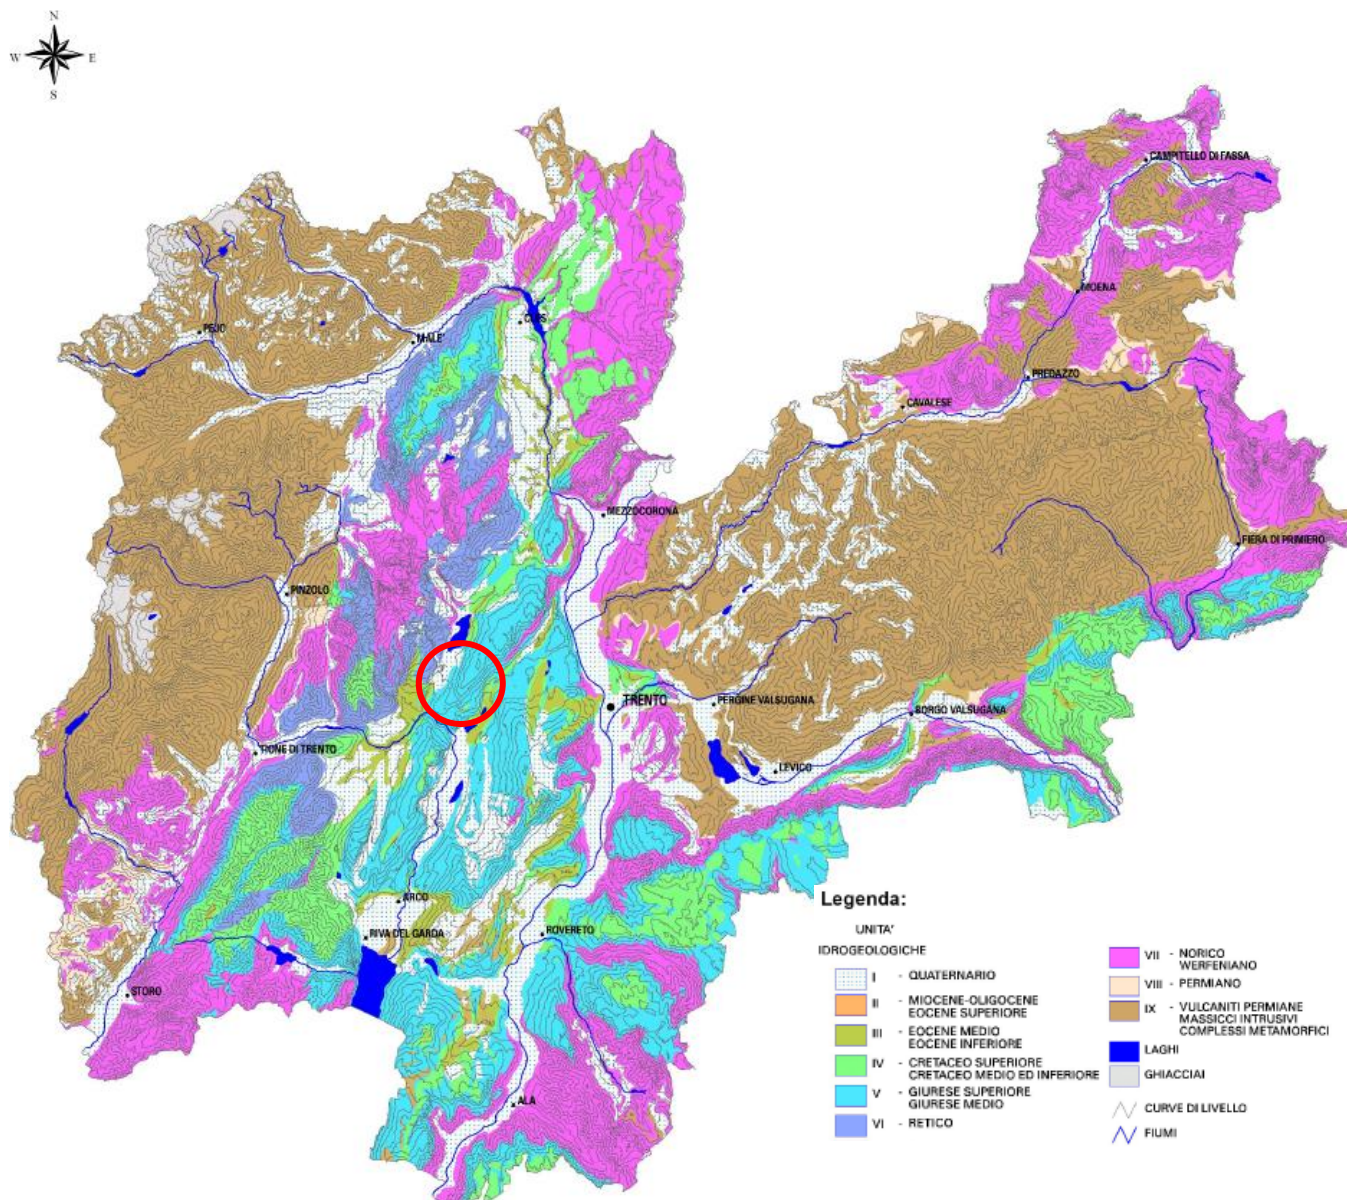 N
W E
S
CAMPITELLO DI FASSA
MOENA
PEJO
CLES
MALE'
PREDAZZO
CAVALESE
MEZZOCORONA
FIERA DI PRIMIERO
PINZOLO
TRENTO
PERGINE VALSUGANA
BORGO VALSUGANA
TIONE DI TRENTO
LEVICO
ARCO
RIVA DEL GARDA
ROVERETO
STORO
ALA
Legenda:
UNITA'
IDROGEOLOGICHE
I - QUATERNARIO
II - MIOCENE-OLIGOCENE
EOCENE SUPERIORE
III - EOCENE MEDIO
EOCENE INFERIORE
IV - CRETACEO SUPERIORE
CRETACEO MEDIO ED INFERIORE
V - GIURESE SUPERIORE
GIURESE MEDIO
VI - RETICO
VII - NORICO
WERFENIANO
VIII - PERMIANO
IX - VULCANITI PERMIANE
MASSICCI INTRUSIVI
COMPLESSI METAMORFICI
LAGHI
GHIACCIAI
CURVE DI LIVELLO
FIUMI